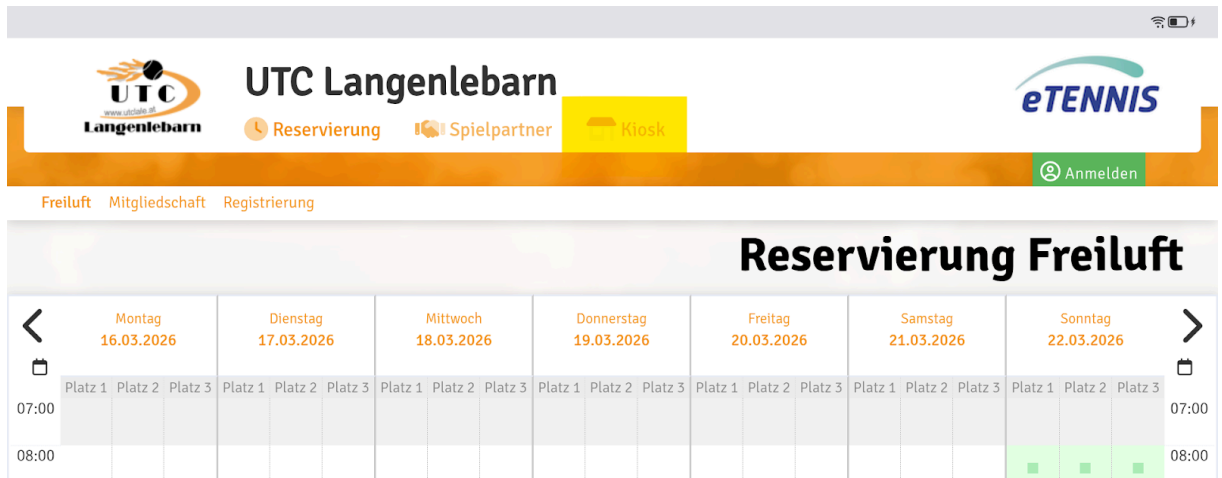 UTC
www.utclale.at
Langenlebarn
UTC Langenlebarn
Reservierung Spielpartner Kiosk
eTENNIS
Anmelden
Freiluft Mitgliedschaft Registrierung
Reservierung Freiluft
Montag Dienstag Mittwoch Donnerstag Freitag Samstag Sonntag
16.03.2026 17.03.2026 18.03.2026 19.03.2026 20.03.2026 21.03.2026 22.03.2026
Platz 1 Platz 2 Platz 3 Platz 1 Platz 2 Platz 3 Platz 1 Platz 2 Platz 3 Platz 1 Platz 2 Platz 3 Platz 1 Platz 2 Platz 3 Platz 1 Platz 2 Platz 3 Platz 1 Platz 2 Platz 3
07:00 07:00
08:00 08:00